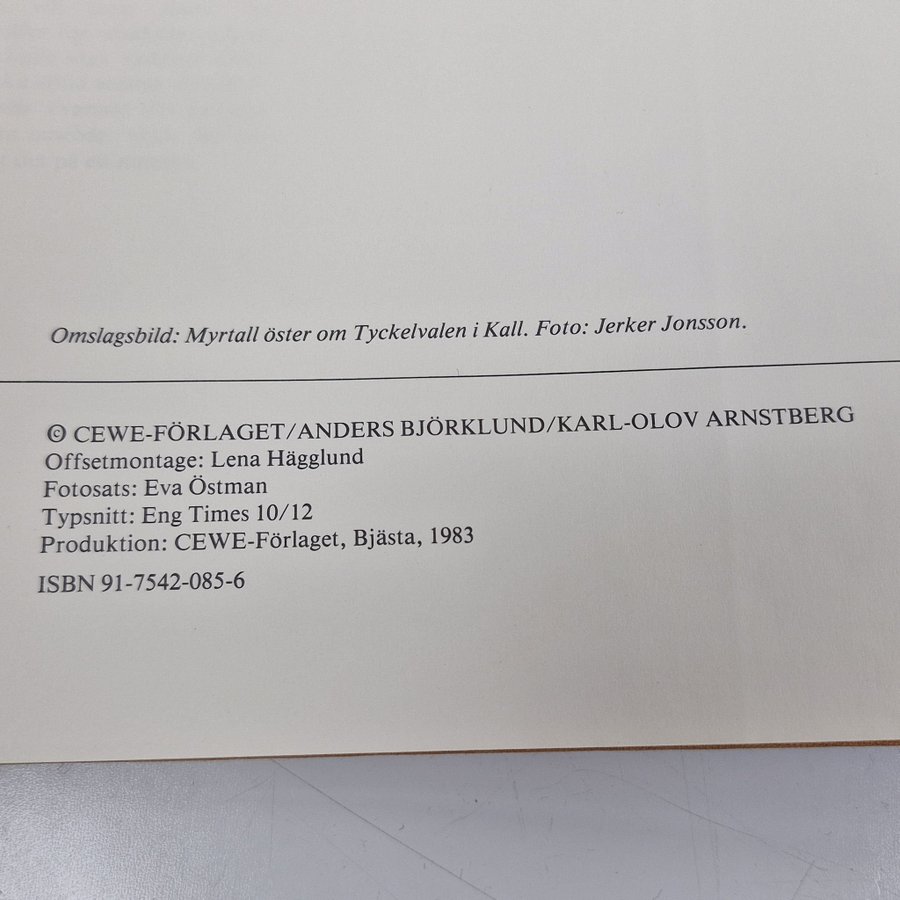 Omslagsbild: Myrtall öster om Tyckelvalen i Kall. Foto: Jerker Jonsson.
© CEWE-FÖRLAGET/ANDERS BJÖRKLUND/KARL-OLOV ARNSTBERG
Offsetmontage: Lena Hägglund
Fotosats: Eva Östman
Typsnitt: Eng Times 10/12
Produktion: CEWE-Förlaget, Bjästa, 1983
ISBN 91-7542-085-6